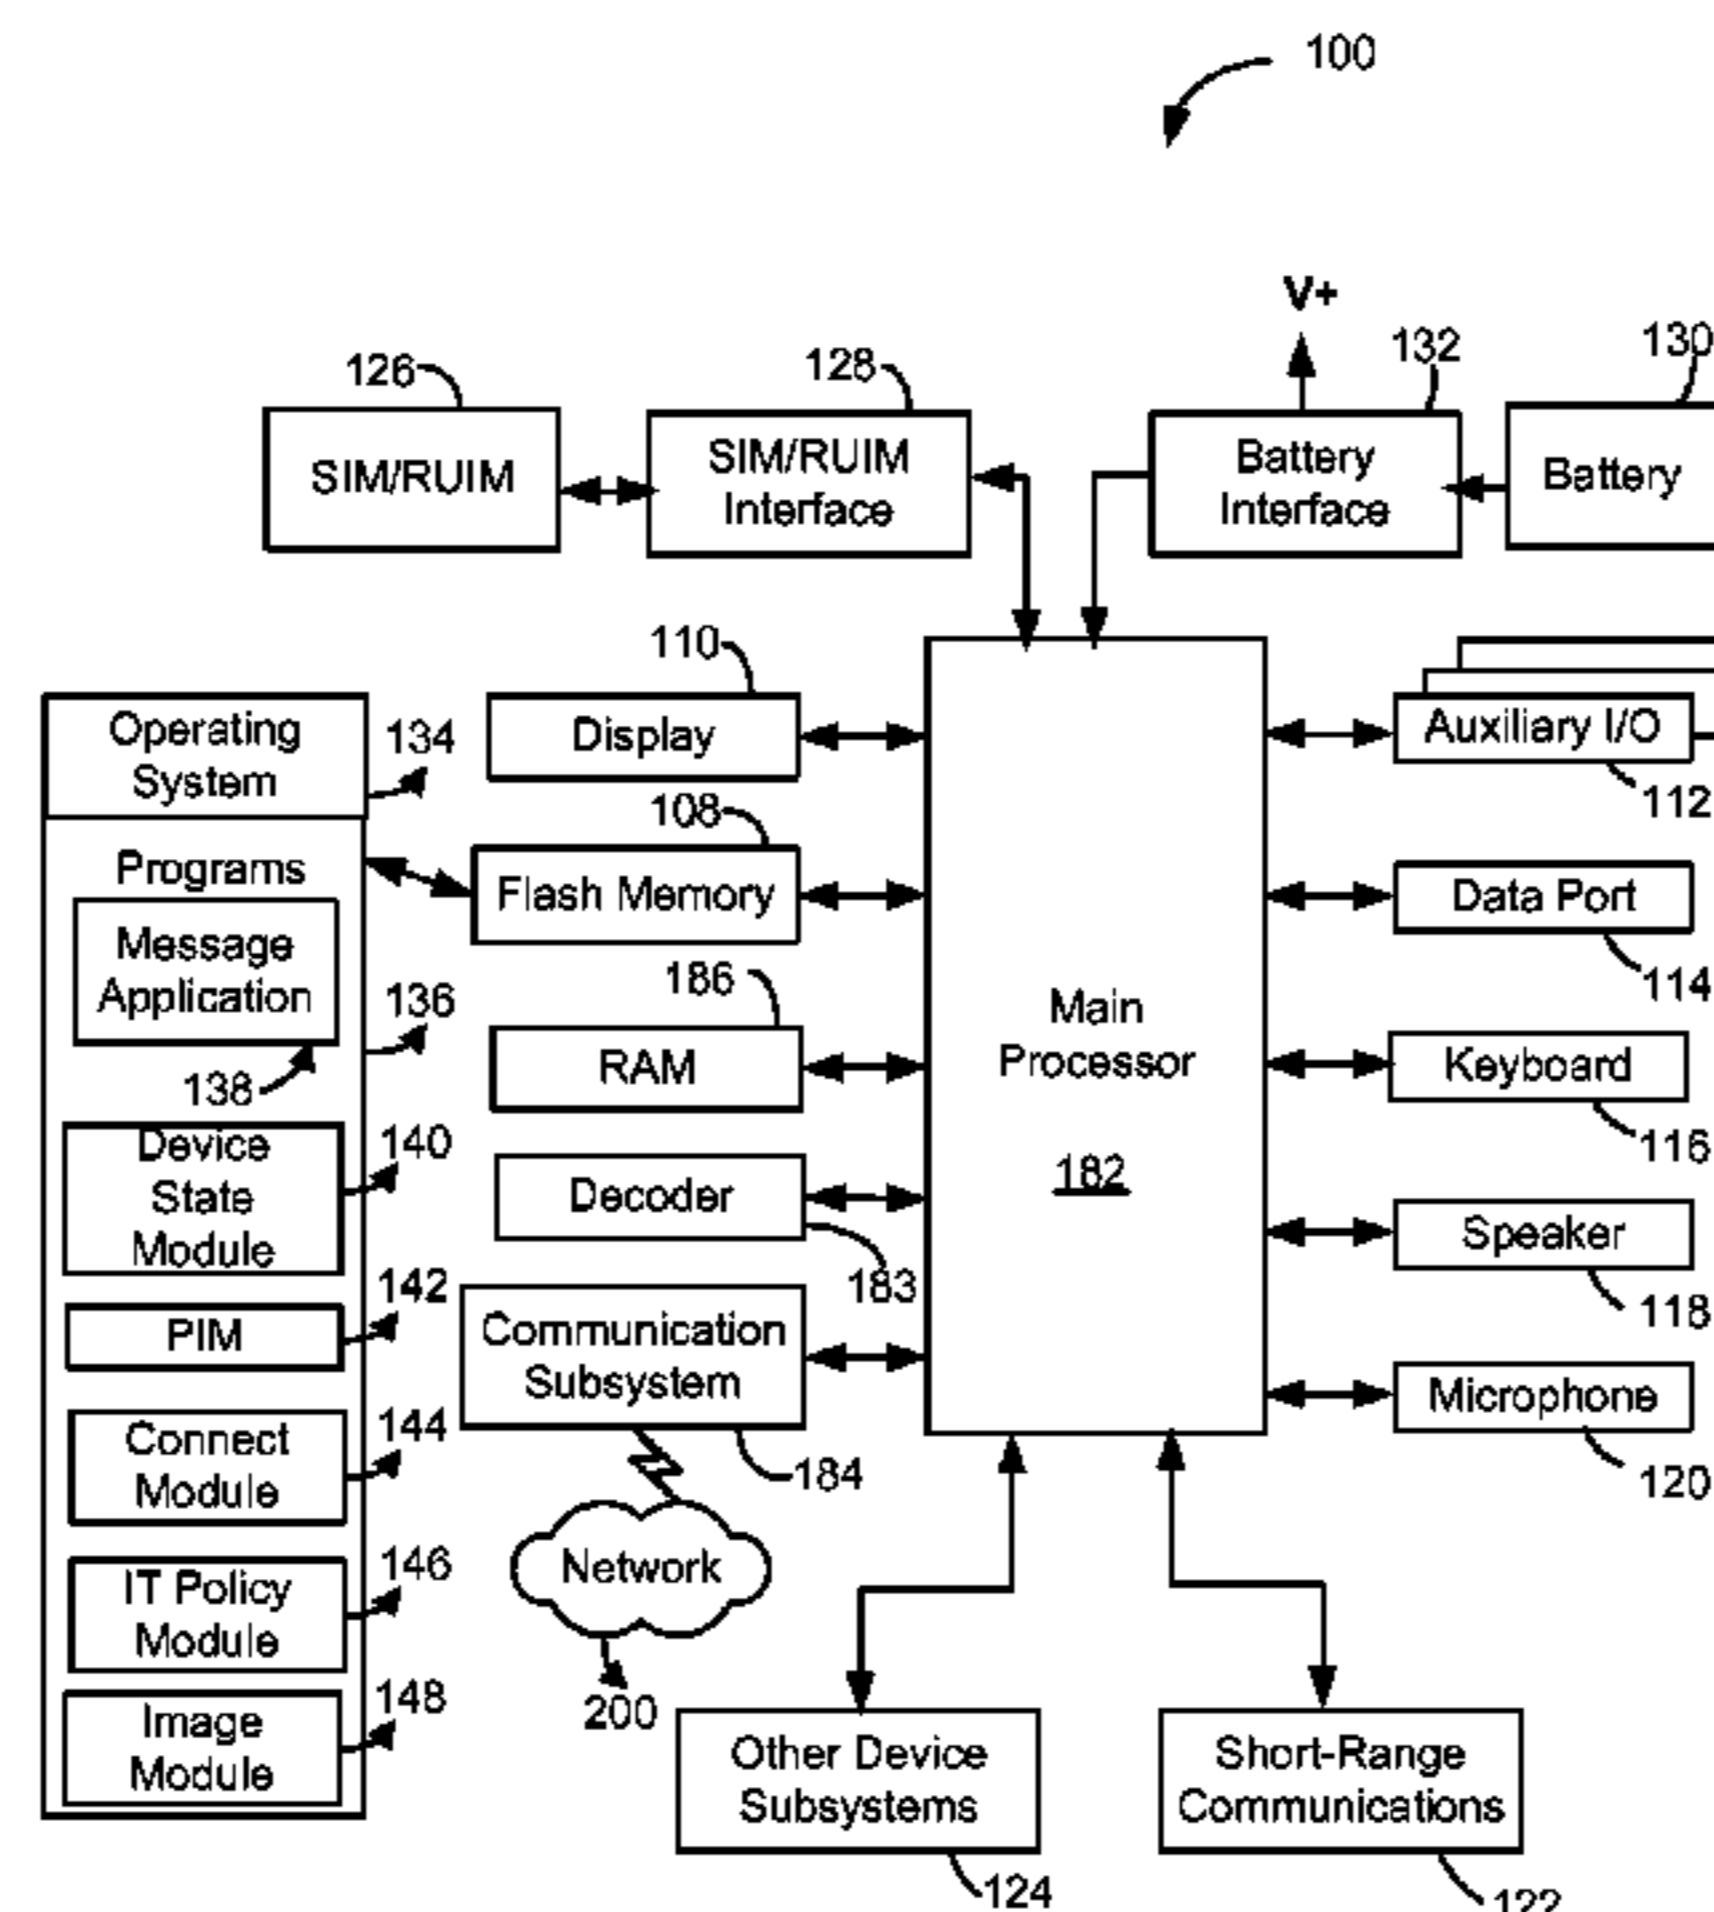 100
V+
126
128
132
130
SIM/RUIM
SIM/RUIM
Interface
Battery
Interface
Battery
110
Operating
System
134
Display
Auxiliary I/O
112
108
Programs
Flash Memory
Data Port
114
Message
Application
136
138
186
RAM
Main
Processor
182
Keyboard
116
Device
State
Module
140
Decoder
183
Speaker
118
PIM
142
Communication
Subsystem
184
Microphone
120
Connect
Module
144
Network
200
IT Policy
Module
146
Image
Module
148
Other Device
Subsystems
124
Short-Range
Communications
122